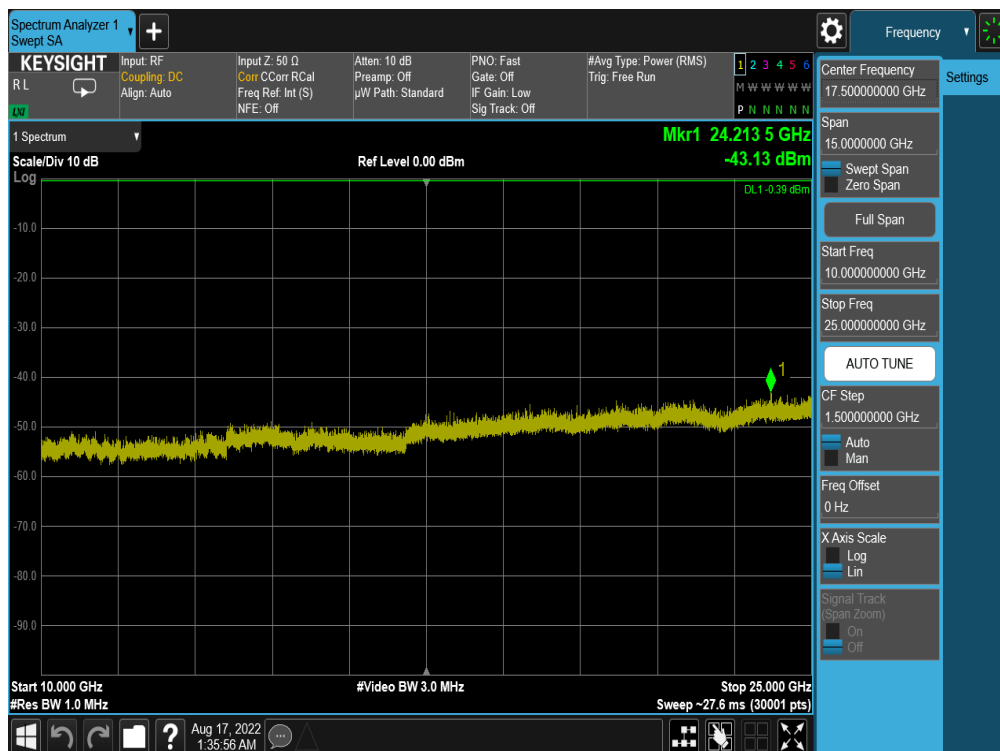 Spectrum Analyzer 1
Swept SA
+
Frequency
KEYSIGHT
R L
LXI
Input: RF
Coupling: DC
Align: Auto
Input Z: 50 Ω
Corr CCorr RCal
Freq Ref: Int (S)
NFE: Off
Atten: 10 dB
Preamp: Off
µW Path: Standard
PNO: Fast
Gate: Off
IF Gain: Low
Sig Track: Off
#Avg Type: Power (RMS)
Trig: Free Run
1 2 3 4 5 6
M W W W W W
P N N N N N
1 Spectrum
Scale/Div 10 dB
Log
Ref Level 0.00 dBm
Mkr1 24.213 5 GHz
-43.13 dBm
DL1 -0.39 dBm
1
-10.0
-20.0
-30.0
-40.0
-50.0
-60.0
-70.0
-80.0
-90.0
Start 10.000 GHz
#Res BW 1.0 MHz
#Video BW 3.0 MHz
Stop 25.000 GHz
Sweep ~27.6 ms (30001 pts)
Center Frequency
17.500000000 GHz
Settings
Span
15.0000000 GHz
Swept Span
Zero Span
Full Span
Start Freq
10.000000000 GHz
Stop Freq
25.000000000 GHz
AUTO TUNE
CF Step
1.500000000 GHz
Auto
Man
Freq Offset
0 Hz
X Axis Scale
Log
Lin
Signal Track
(Span Zoom)
On
Off
?
Aug 17, 2022
1:35:56 AM